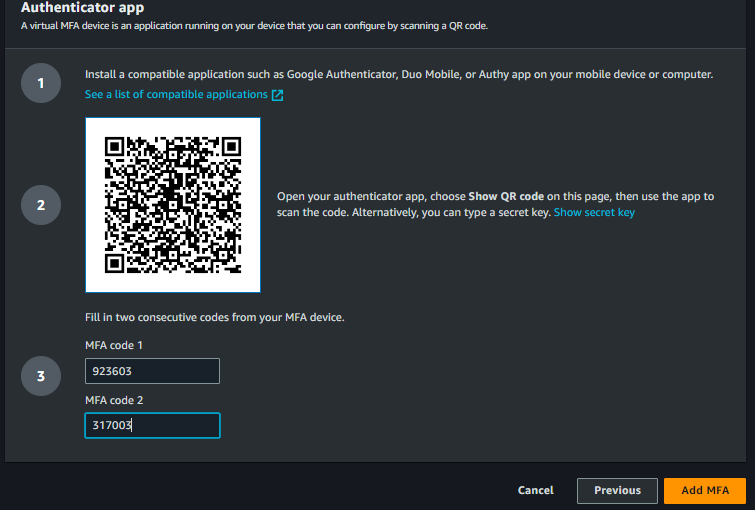 Authenticator app
A virtual MFA device is an application running on your device that you can configure by scanning a QR code.
1
Install a compatible application such as Google Authenticator, Duo Mobile, or Authy app on your mobile device or computer.
See a list of compatible applications
2
Open your authenticator app, choose Show QR code on this page, then use the app to
scan the code. Alternatively, you can type a secret key. Show secret key
Fill in two consecutive codes from your MFA device.
3
MFA code 1
923603
MFA code 2
317003
Cancel
Previous
Add MFA